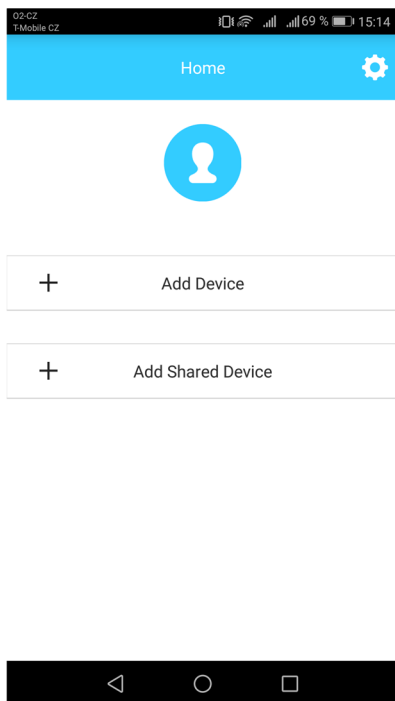 O2-CZ
T-Mobile CZ
69 % 15:14
Home
Add Device
Add Shared Device